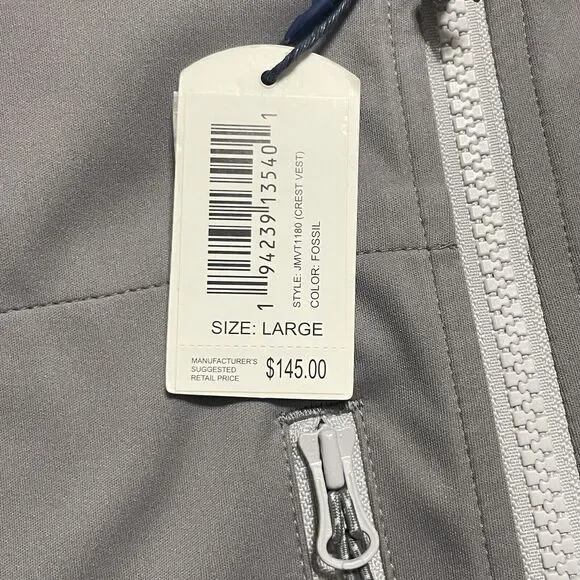 1 94239 13540 1
STYLE: JMVT1180 (CREST VEST)
COLOR: FOSSIL
SIZE: LARGE
MANUFACTURER'S
SUGGESTED
RETAIL PRICE
$145.00